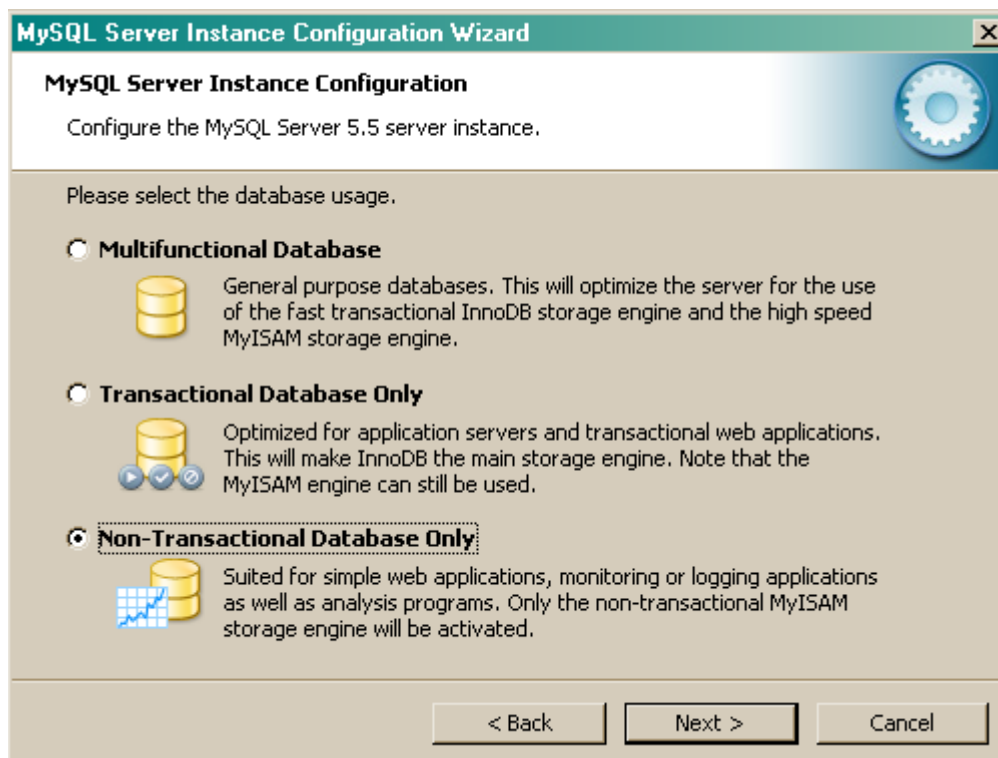 MySQL Server Instance Configuration Wizard
MySQL Server Instance Configuration
Configure the MySQL Server 5.5 server instance.
Please select the database usage.
Multifunctional Database
General purpose databases. This will optimize the server for the use
of the fast transactional InnoDB storage engine and the high speed
MyISAM storage engine.
Transactional Database Only
Optimized for application servers and transactional web applications.
This will make InnoDB the main storage engine. Note that the
MyISAM engine can still be used.
Non-Transactional Database Only
Suited for simple web applications, monitoring or logging applications
as well as analysis programs. Only the non-transactional MyISAM
storage engine will be activated.
< Back
Next >
Cancel